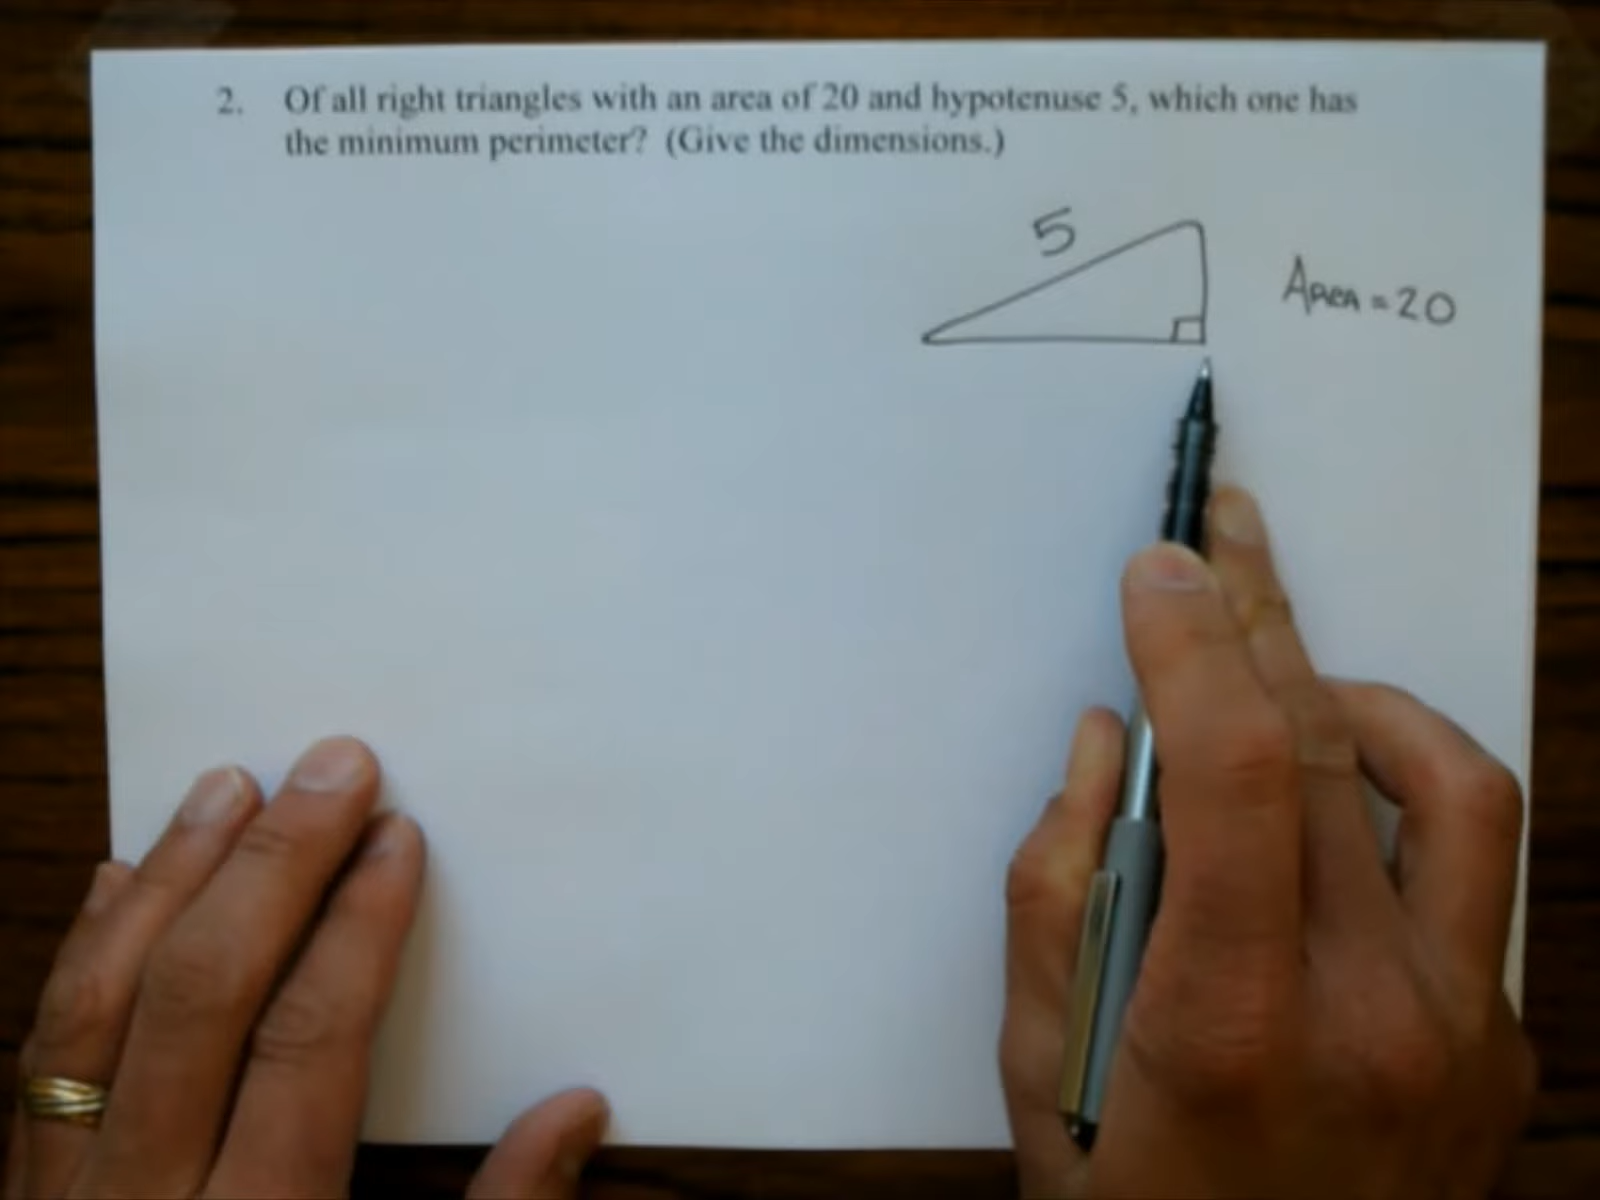 2. Of all right triangles with an area of 20 and hypotenuse 5, which one has
the minimum perimeter? (Give the dimensions.)
5
Area = 20